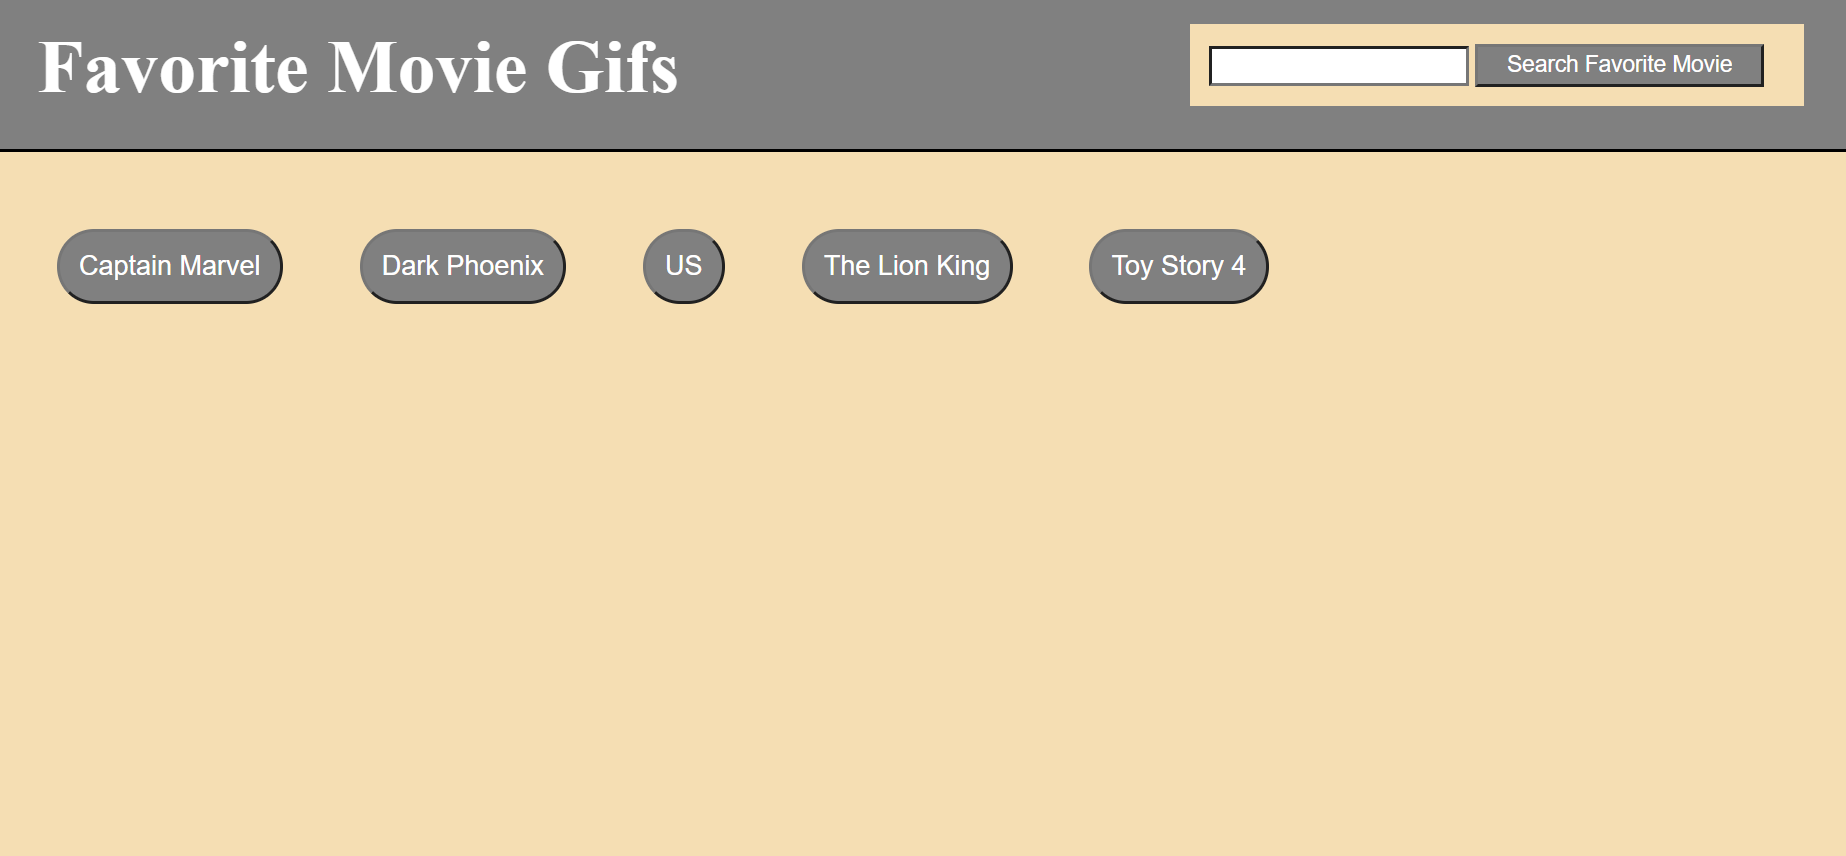 Favorite Movie Gifs
Search Favorite Movie
Captain Marvel
Dark Phoenix
US
The Lion King
Toy Story 4